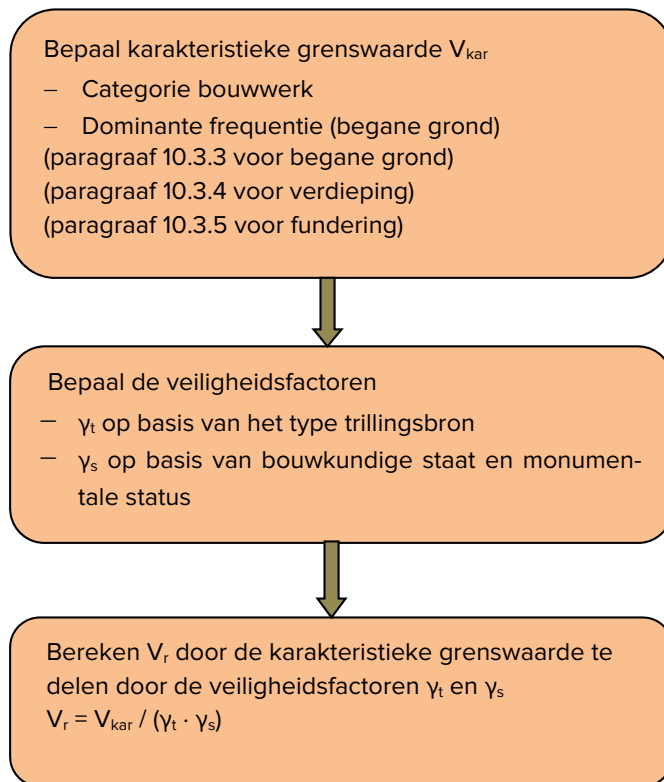 Bepaal karakteristieke grenswaarde Vkar
– Categorie bouwwerk
– Dominante frequentie (begane grond)
(paragraaf 10.3.3 voor begane grond)
(paragraaf 10.3.4 voor verdieping)
(paragraaf 10.3.5 voor fundering)
Bepaal de veiligheidsfactoren
– γt op basis van het type trillingsbron
– γs op basis van bouwkundige staat en monumen-
tale status
Bereken Vr door de karakteristieke grenswaarde te
delen door de veiligheidsfactoren γt en γs
Vr = Vkar / (γt · γs)